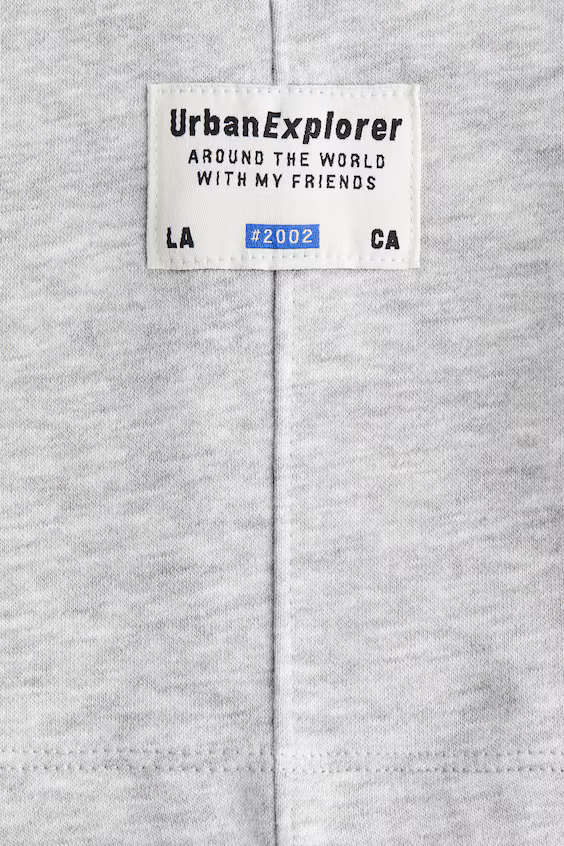 UrbanExplorer
AROUND THE WORLD
WITH MY FRIENDS
LA #2002 CA